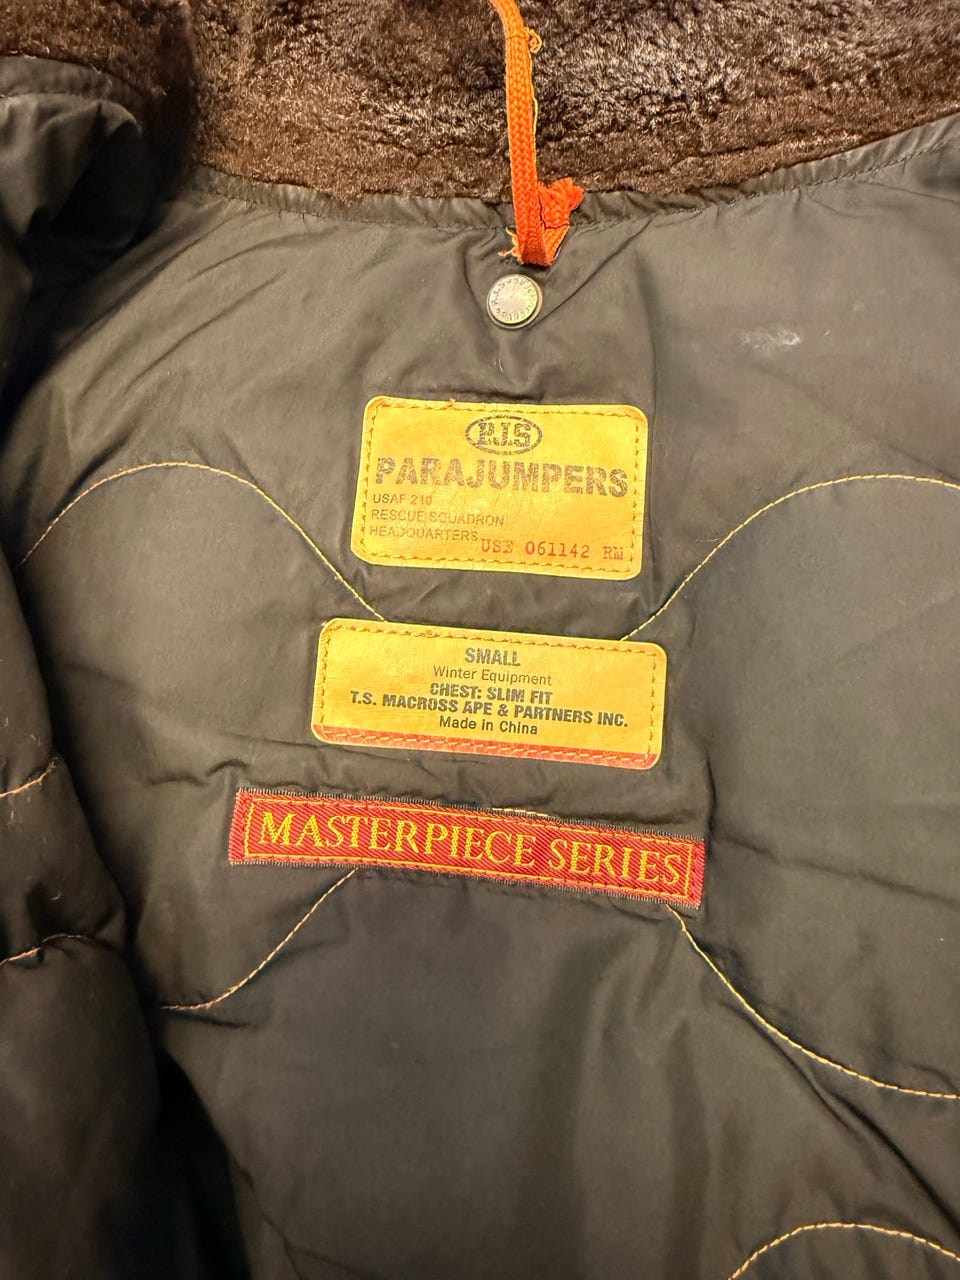 P.J.S
PARAJUMPERS
USAF 210
RESCUE SQUADRON
HEADQUARTERS
USE 061142 RM
SMALL
Winter Equipment
CHEST: SLIM FIT
T.S. MACROSS APE & PARTNERS INC.
Made in China
MASTERPIECE SERIES